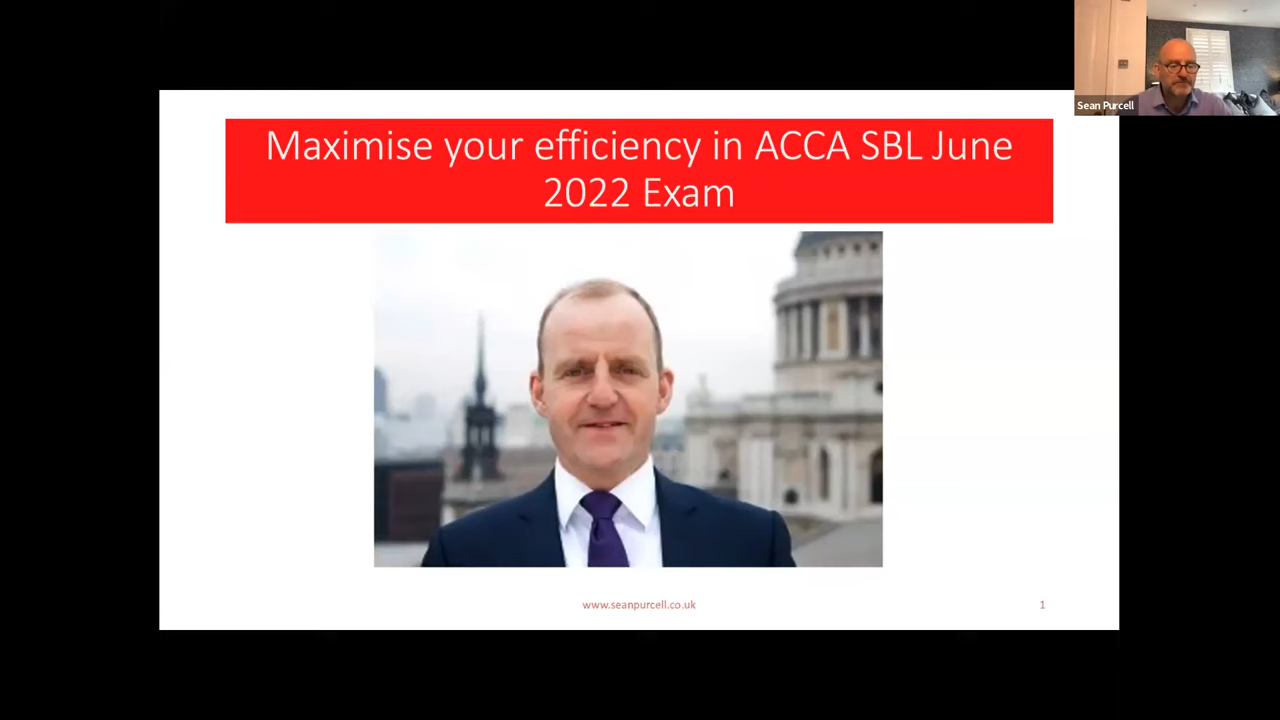 Sean Purcell
Maximise your efficiency in ACCA SBL June
2022 Exam
www.seanpurcell.co.uk
1